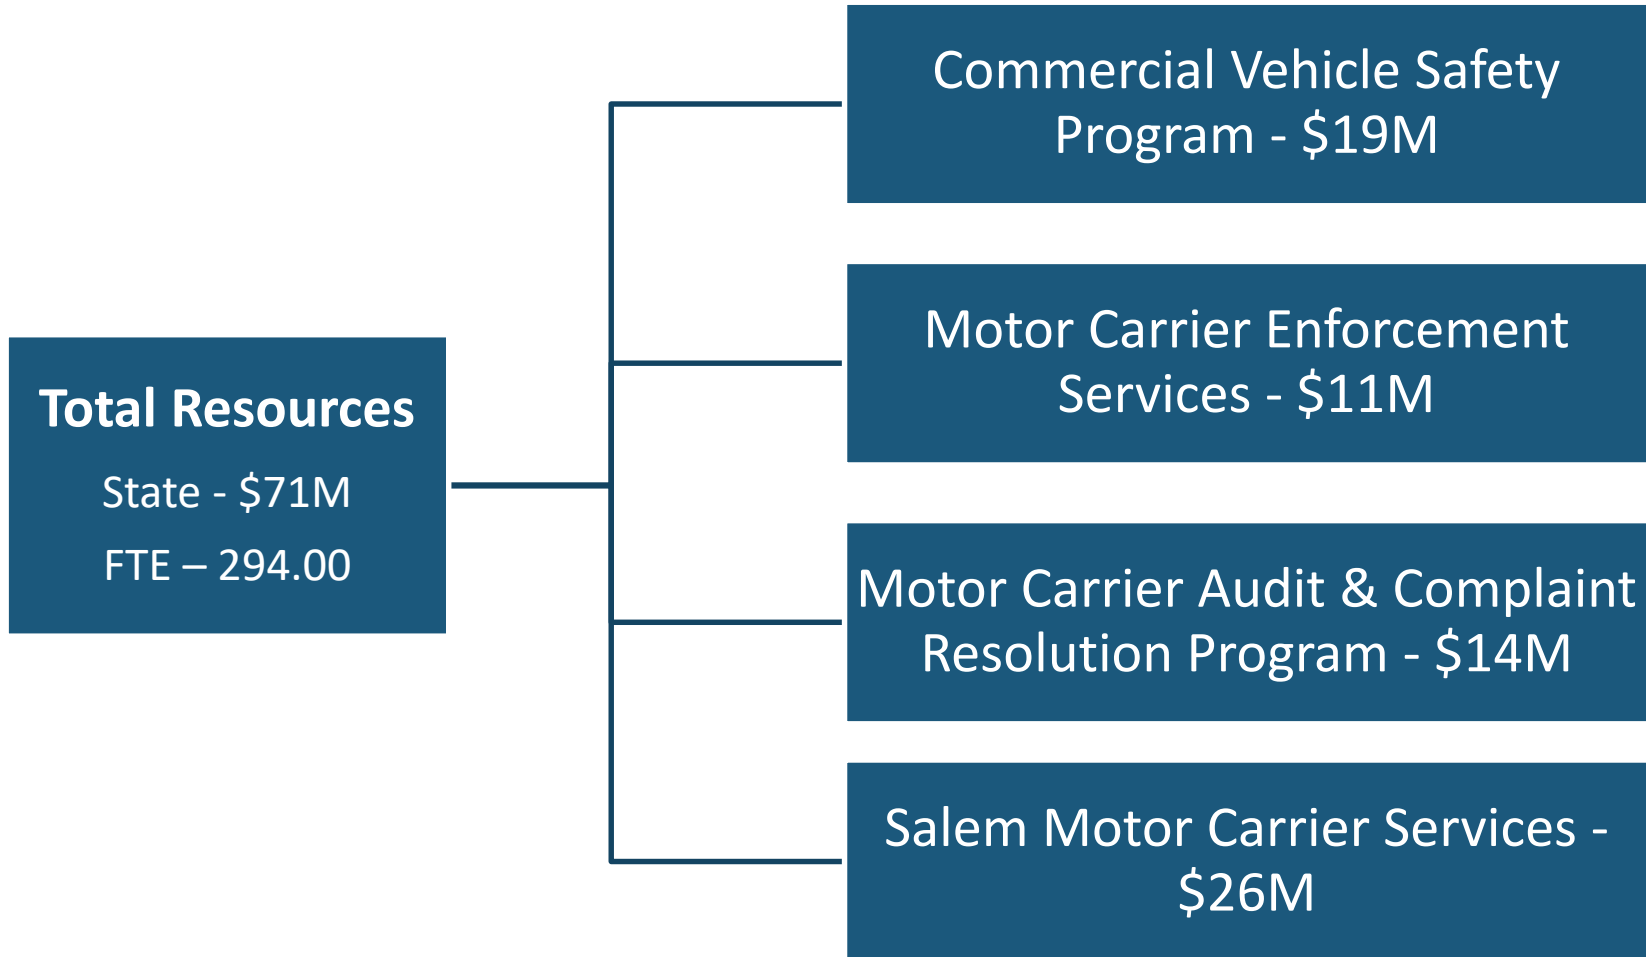 Total Resources
State - $71M
FTE – 294.00
Commercial Vehicle Safety
Program - $19M
Motor Carrier Enforcement
Services - $11M
Motor Carrier Audit & Complaint
Resolution Program - $14M
Salem Motor Carrier Services -
$26M